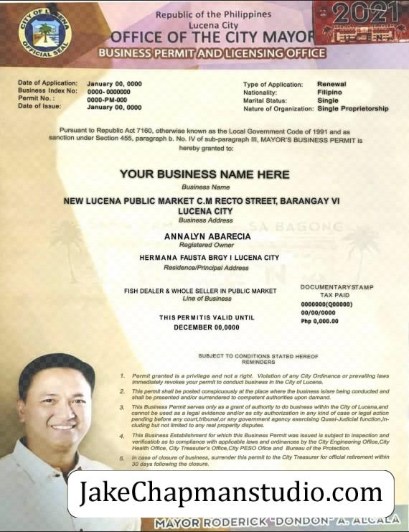 CITY OF LUCENA
OFFICIAL SEAL
Republic of the Philippines
Lucena City
OFFICE OF THE CITY MAYOR
BUSINESS PERMIT AND LICENSING OFFICE
2021
Date of Application: January 00, 0000
Business Index No: 0000- 0000000
Permit No.: 0000-PM-000
Date of Issue: January 00, 0000
Type of Application: Renewal
Nationality: Filipino
Marital Status: Single
Nature of Organization: Single Proprietorship
Pursuant to Republic Act 7160, otherwise known as the Local Government Code of 1991 and as
sanction under Section 455, paragraph b. No. IV of sub-paragraph III, MAYOR'S BUSINESS PERMIT is
hereby granted to:
YOUR BUSINESS NAME HERE
Business Name
NEW LUCENA PUBLIC MARKET C.M RECTO STREET, BARANGAY VI
LUCENA CITY
Business Address
SA BAGONG
ANNALYN ABARECIA
Registered Owner
HERMANA FAUSTA BRGY I LUCENA CITY
Residence/Principal Address
FISH DEALER & WHOLE SELLER IN PUBLIC MARKET
Line of Business
DOCUMENTARYSTAMP
TAX PAID
0000000(Q00000)
00/00/0000
Php 0,000.00
THIS PERMIT IS VALID UNTIL
DECEMBER 00,0000
SUBJECT TO CONDITIONS STATED HEREOF
REMINDERS
1. Permit granted is a privilege and not a right. Violation of any City Ordinance or prevailing laws
immediately revokes your permit to conduct business in the City of Lucena.
2. This permit shall be posted conspicuously at the place where the business is/are being conducted and
shall be presented and/or surrendered to competent authorities upon demand.
3. This Business Permit serves only as a grant of authority to do business within the City of Lucena,and
cannot be used as a legal evidence and/or as city authorization in any kind of case or legal action
pending before any court,tribunal or any government agency exercising Quasi-Judicial function,In-
cluding but not limited to any real property disputes.
4. This Business Establishment for which this Business Permit was issued is subject to inspection and
verification as to compliance with applicable laws and ordinances by the City Engineering Office,City
Health Office, City Treasurer's Office,City PESO Office and Bureau of Fire Protection.
5. In case of closure of business, surrender this permit to the City Treasurer for official retirement within
30 days following the closure.
JakeChapmanstudio.com
MAYOR RODERICK "DONDON" A. ALCALA